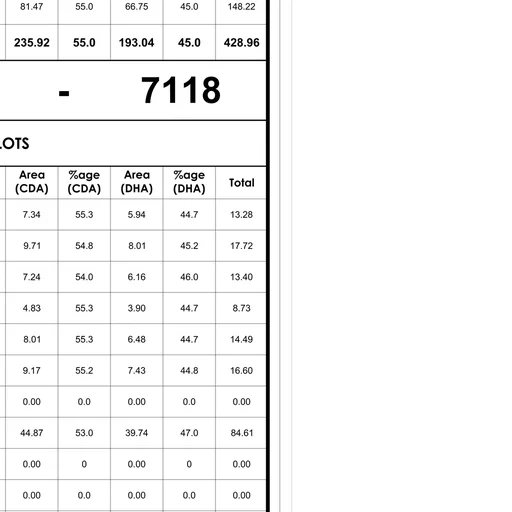 81.47 55.0 66.75 45.0 148.22
235.92 55.0 193.04 45.0 428.96
- 7118
LOTS
Area (CDA) %age (CDA) Area (DHA) %age (DHA) Total
7.34 55.3 5.94 44.7 13.28
9.71 54.8 8.01 45.2 17.72
7.24 54.0 6.16 46.0 13.40
4.83 55.3 3.90 44.7 8.73
8.01 55.3 6.48 44.7 14.49
9.17 55.2 7.43 44.8 16.60
0.00 0.0 0.00 0.0 0.00
44.87 53.0 39.74 47.0 84.61
0.00 0 0.00 0 0.00
0.00 0.0 0.00 0.0 0.00